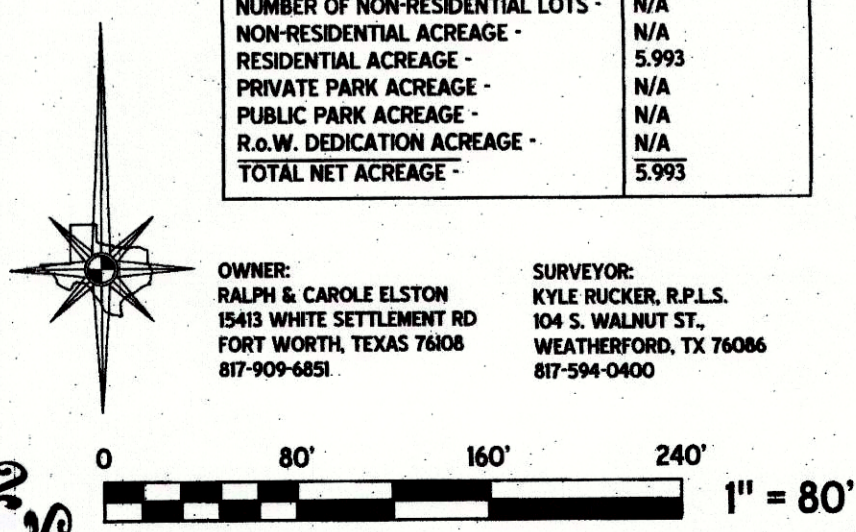 NUMBER OF NON-RESIDENTIAL LOTS - N/A
NON-RESIDENTIAL ACREAGE - N/A
RESIDENTIAL ACREAGE - 5.993
PRIVATE PARK ACREAGE - N/A
PUBLIC PARK ACREAGE - N/A
R.o.W. DEDICATION ACREAGE - N/A
TOTAL NET ACREAGE - 5.993
OWNER:
RALPH & CAROLE ELSTON
15413 WHITE SETTLEMENT RD
FORT WORTH, TEXAS 76108
817-909-6851
SURVEYOR:
KYLE RUCKER, R.P.L.S.
104 S. WALNUT ST.,
WEATHERFORD, TX 76086
817-594-0400
0 80' 160' 240'
1" = 80'